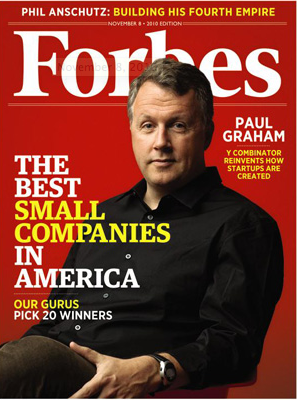 PHIL ANSCHUTZ: BUILDING HIS FOURTH EMPIRE
NOVEMBER 8 • 2010 EDITION
Forbes
PAUL
GRAHAM
Y COMBINATOR
REINVENTS HOW
STARTUPS ARE
CREATED
THE
BEST
SMALL
COMPANIES
IN
AMERICA
OUR GURUS
PICK 20 WINNERS